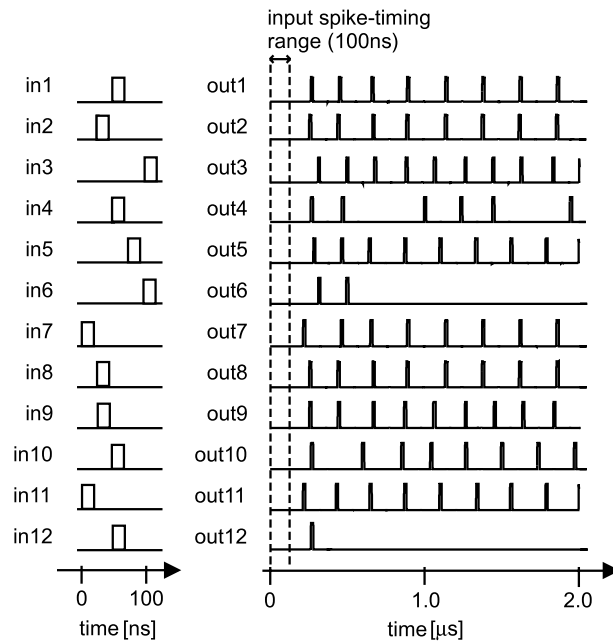 input spike-timing
range (100ns)
in1 out1
in2 out2
in3 out3
in4 out4
in5 out5
in6 out6
in7 out7
in8 out8
in9 out9
in10 out10
in11 out11
in12 out12
0 100 0 1.0 2.0
time [ns] time [µs]